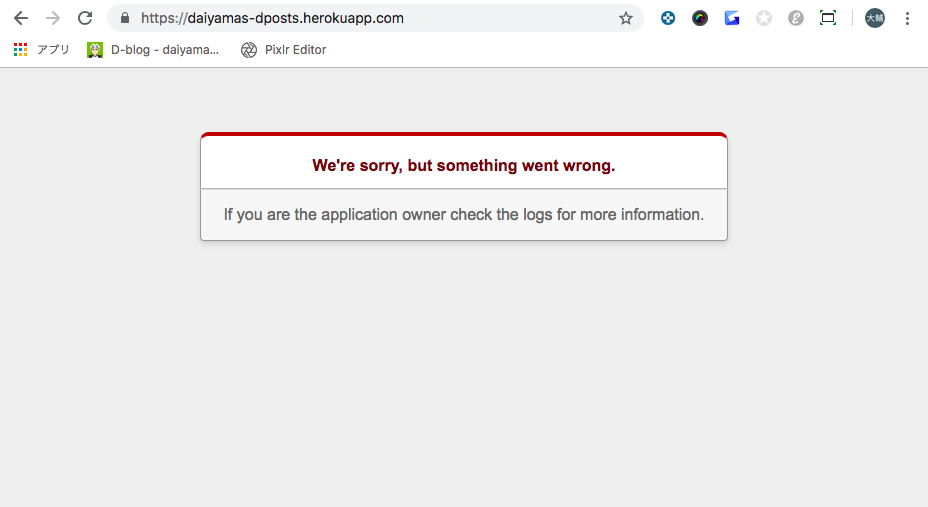 https://daiyamas-dposts.herokuapp.com
大輔
アプリ D-blog - daiyama... Pixlr Editor
We're sorry, but something went wrong.
If you are the application owner check the logs for more information.